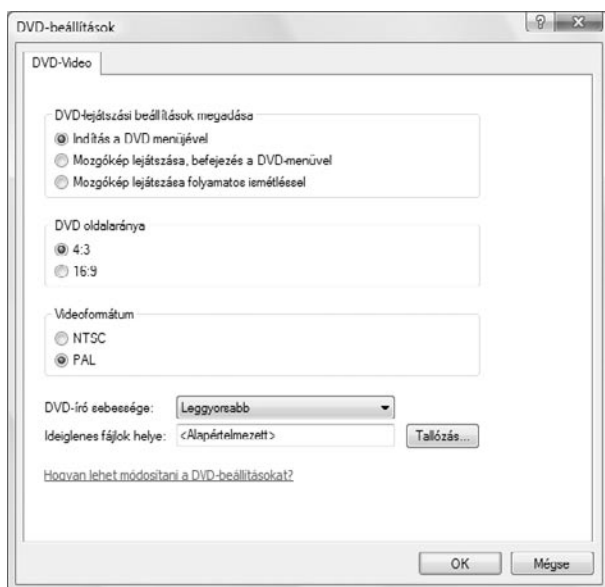 DVD-beállítások
DVD-Video
DVD-lejátszási beállítások megadása
Indítás a DVD menüjével
Mozgókép lejátszása, befejezés a DVD-menüvel
Mozgókép lejátszása folyamatos ismétléssel
DVD oldalaránya
4:3
16:9
Videoformátum
NTSC
PAL
DVD-író sebessége: Leggyorsabb
Ideiglenes fájlok helye: <Alapértelmezett> Tallózás...
Hogyan lehet módosítani a DVD-beállításokat?
OK Mégse